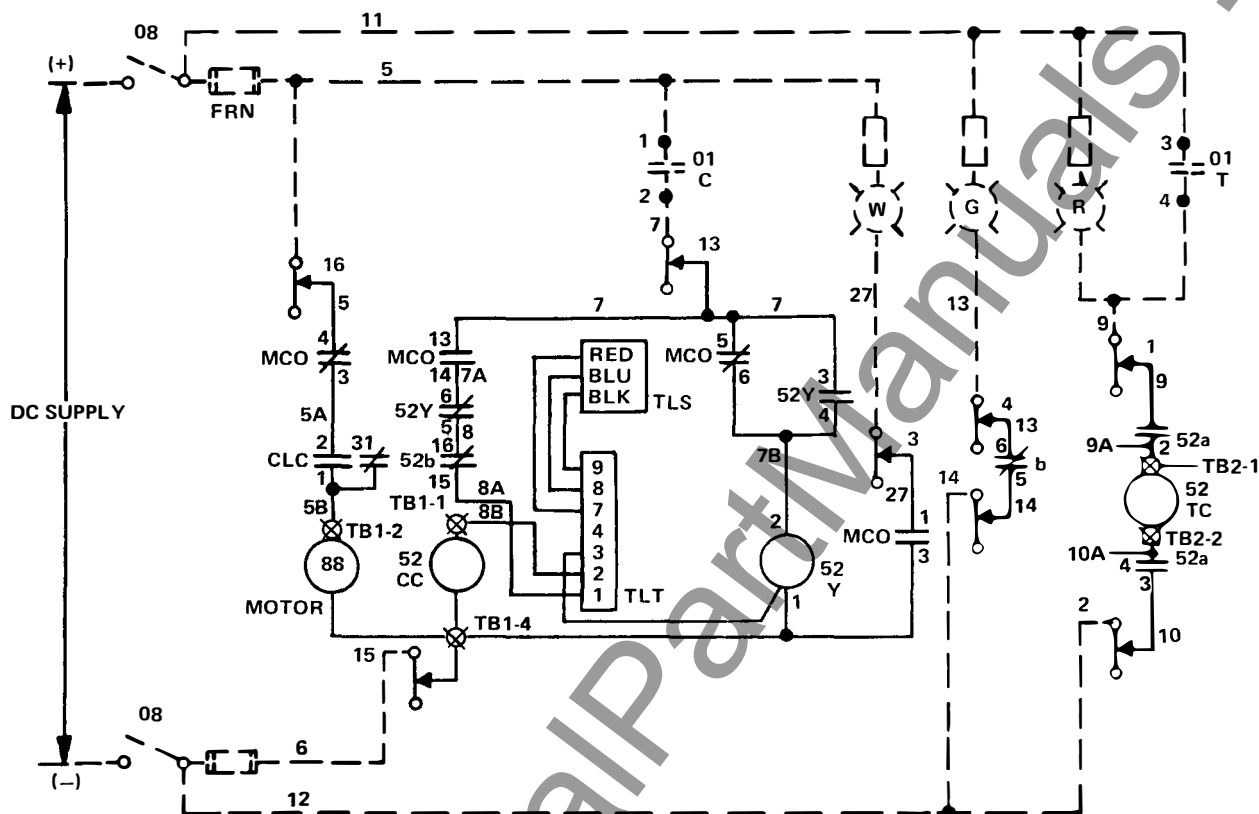 11
08
(+)
5
FRN
1
01
C
2
7
3
01
T
4
W
G
R
16
5
13
27
13
9
1
9
7
7
4
MCO
3
13
MCO
14
7A
RED
BLU
BLK
TLS
5
MCO
6
3
52Y
4
DC SUPPLY
5A
6
52Y
5
8
2
CLC
1
31
16
52b
15
7B
3
27
4
13
6
b
5
14
14
9A
52a
2
TB2-1
5B
TB1-2
TB1-1
8A
8B
9
8
7
4
3
2
1
TLT
2
52
Y
1
MCO
1
3
52
TC
TB2-2
10A
4
52a
3
88
MOTOR
52
CC
TB1-4
15
2
10
08
6
(–)
12
alPartManuals